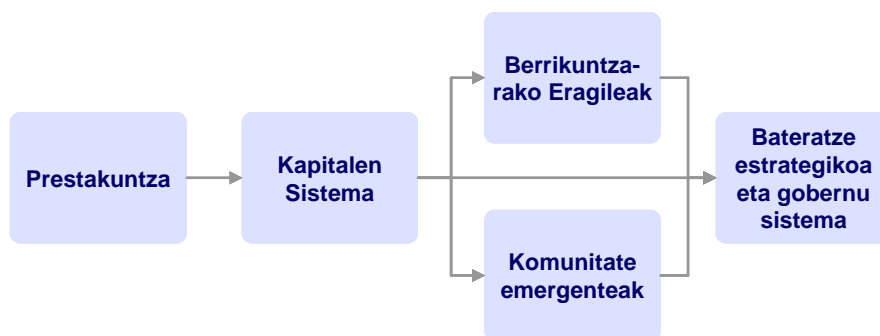 Prestakuntza
Kapitalen
Sistema
Berrikuntza-
rako Eragileak
Komunitate
emergenteak
Bateratze
estrategikoa
eta gobernu
sistema